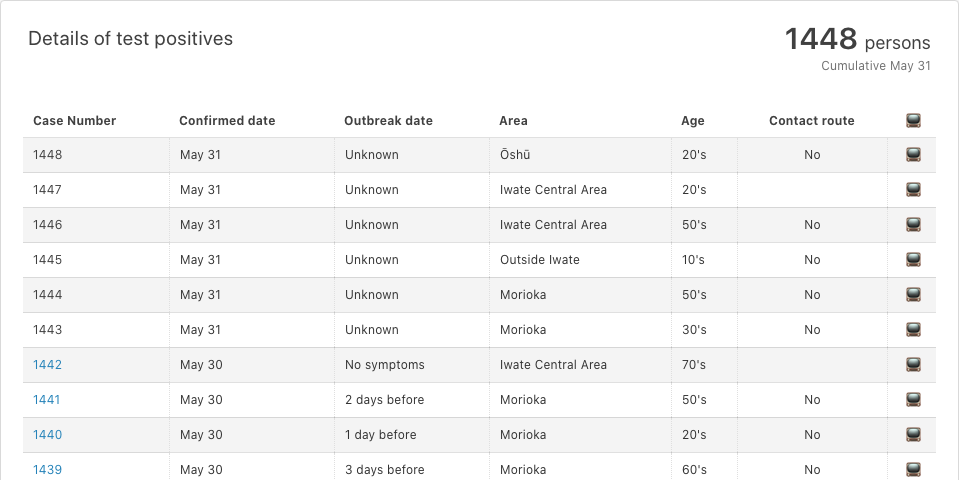 Details of test positives
1448 persons
Cumulative May 31
Case Number Confirmed date Outbreak date Area Age Contact route
1448 May 31 Unknown Ōshū 20's No
1447 May 31 Unknown Iwate Central Area 20's
1446 May 31 Unknown Iwate Central Area 50's No
1445 May 31 Unknown Outside Iwate 10's No
1444 May 31 Unknown Morioka 50's No
1443 May 31 Unknown Morioka 30's No
1442 May 30 No symptoms Iwate Central Area 70's
1441 May 30 2 days before Morioka 50's No
1440 May 30 1 day before Morioka 20's No
1439 May 30 3 days before Morioka 60's No